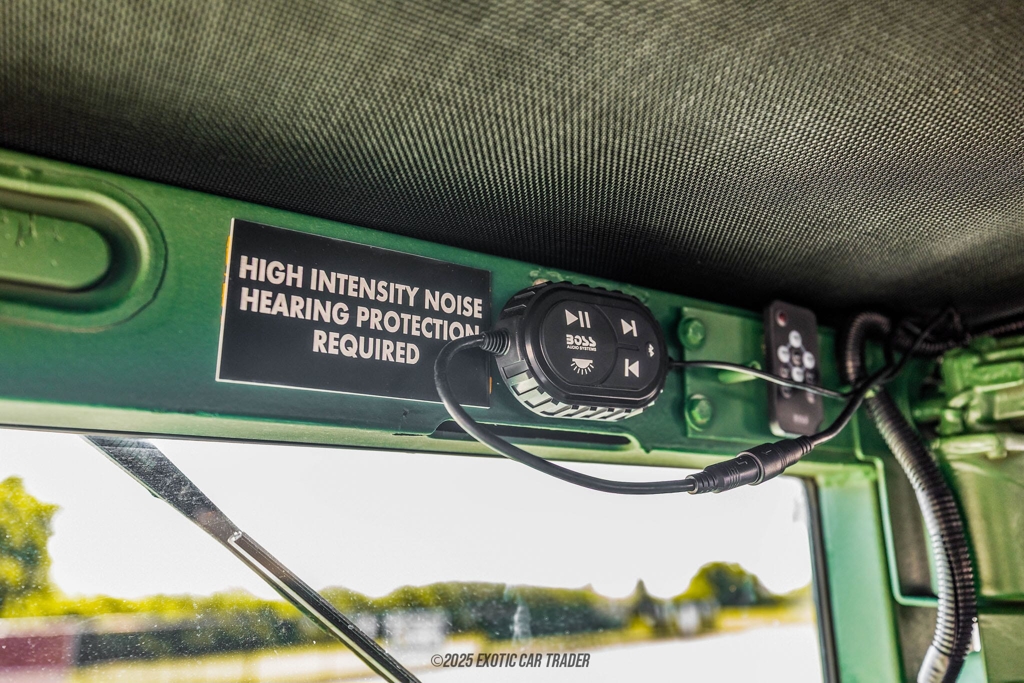 HIGH INTENSITY NOISE
HEARING PROTECTION
REQUIRED
BOSS
AUDIO SYSTEMS
©2025 EXOTIC CAR TRADER